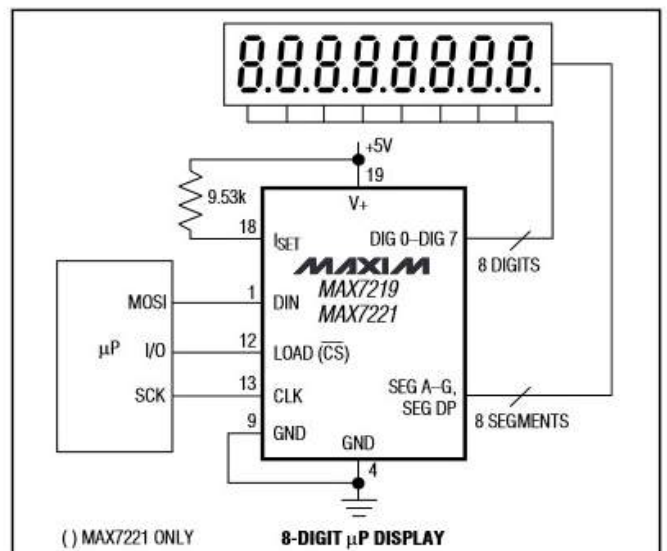 8.8.8.8.8.8.8.8.
+5V
19
9.53k
V+
18
ISET
DIG 0–DIG 7
MAXIM
8 DIGITS
MAX7219
MAX7221
MOSI
1
DIN
µP
I/O
12
LOAD (C̅S̅)
SCK
13
CLK
SEG A–G,
SEG DP
9
GND
8 SEGMENTS
GND
4
( ) MAX7221 ONLY
8-DIGIT µP DISPLAY